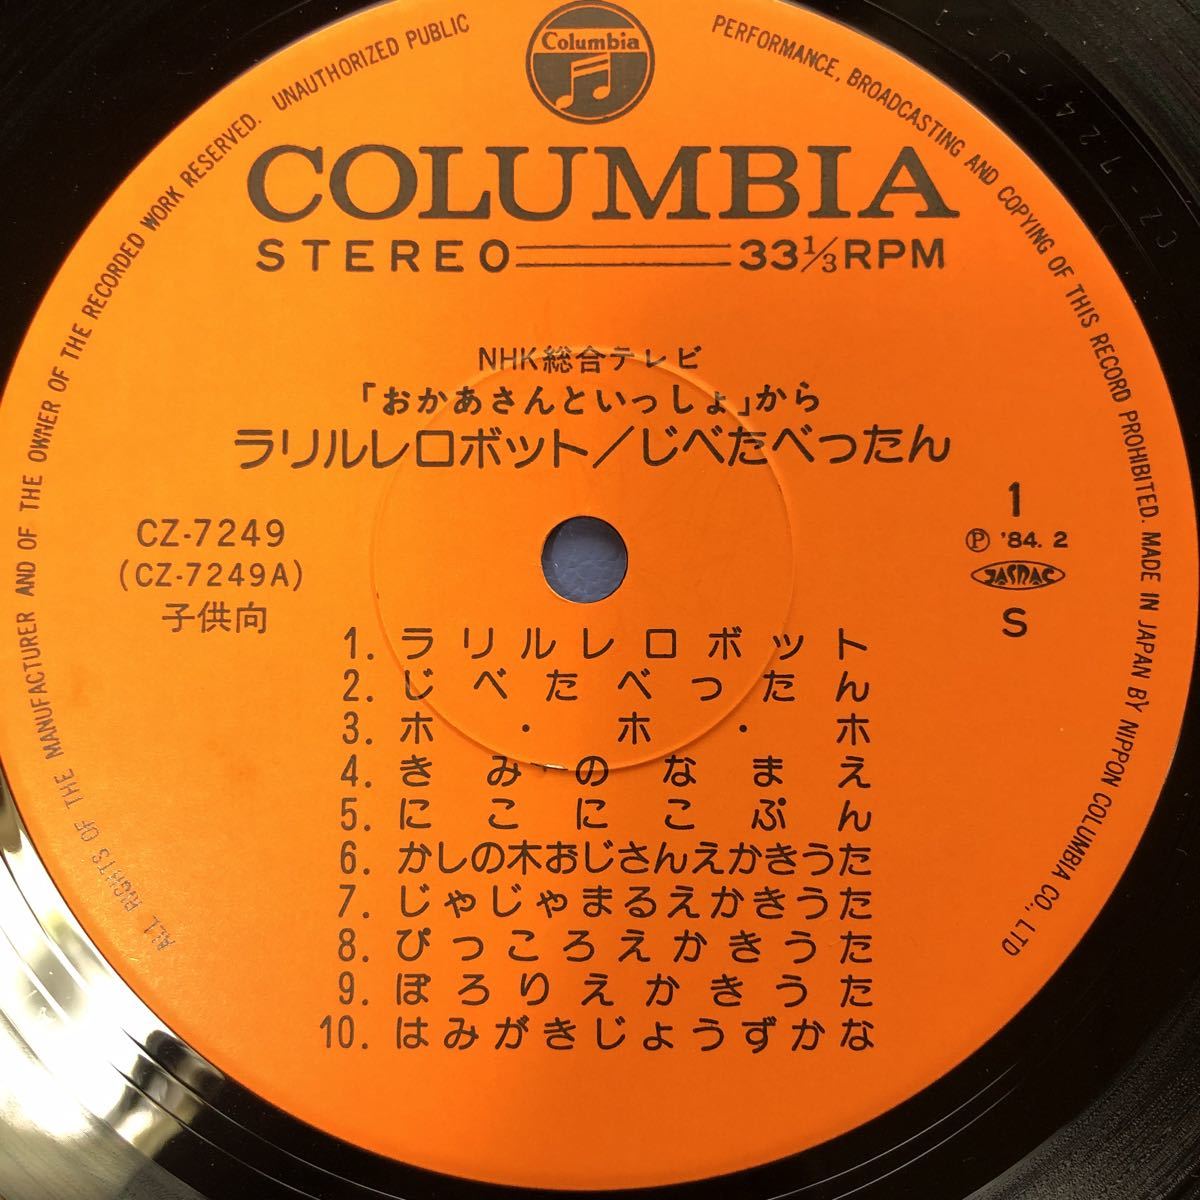 Columbia
COLUMBIA
STEREO 33 1/3 RPM
NHK総合テレビ
「おかあさんといっしょ」から
ラリルレロボット/じべたべったん
CZ-7249
(CZ-7249A)
子供向
1
Ⓟ '84. 2
JASRAC
S
1. ラリルレロボット
2. じべたべったん
3. ホ・ホ・ホ
4. きみのなまえ
5. にこにこぷん
6. かしの木おじさんえかきうた
7. じゃじゃまるえかきうた
8. ぴっころえかきうた
9. ぽろりえかきうた
10. はみがきじょうずかな
ALL RIGHTS OF THE MANUFACTURER AND OF THE OWNER OF THE RECORDED WORK RESERVED. UNAUTHORIZED PUBLIC PERFORMANCE, BROADCASTING AND COPYING OF THIS RECORD PROHIBITED. MADE IN JAPAN BY NIPPON COLUMBIA CO., LTD